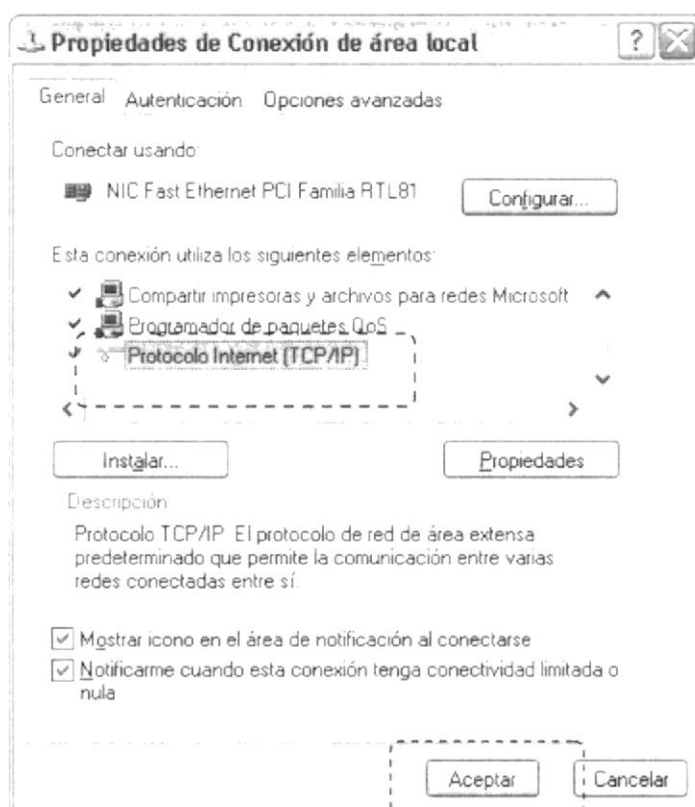 Propiedades de Conexión de área local
?
General Autenticación Opciones avanzadas
Conectar usando:
NIC Fast Ethernet PCI Familia RTL81
Configurar...
Esta conexión utiliza los siguientes elementos:
Compartir impresoras y archivos para redes Microsoft
Programador de paquetes QoS
Protocolo Internet (TCP/IP)
Instalar... Propiedades
Descripción
Protocolo TCP/IP. El protocolo de red de área extensa
predeterminado que permite la comunicación entre varias
redes conectadas entre sí.
Mostrar icono en el área de notificación al conectarse
Notificarme cuando esta conexión tenga conectividad limitada o
nula
Aceptar Cancelar